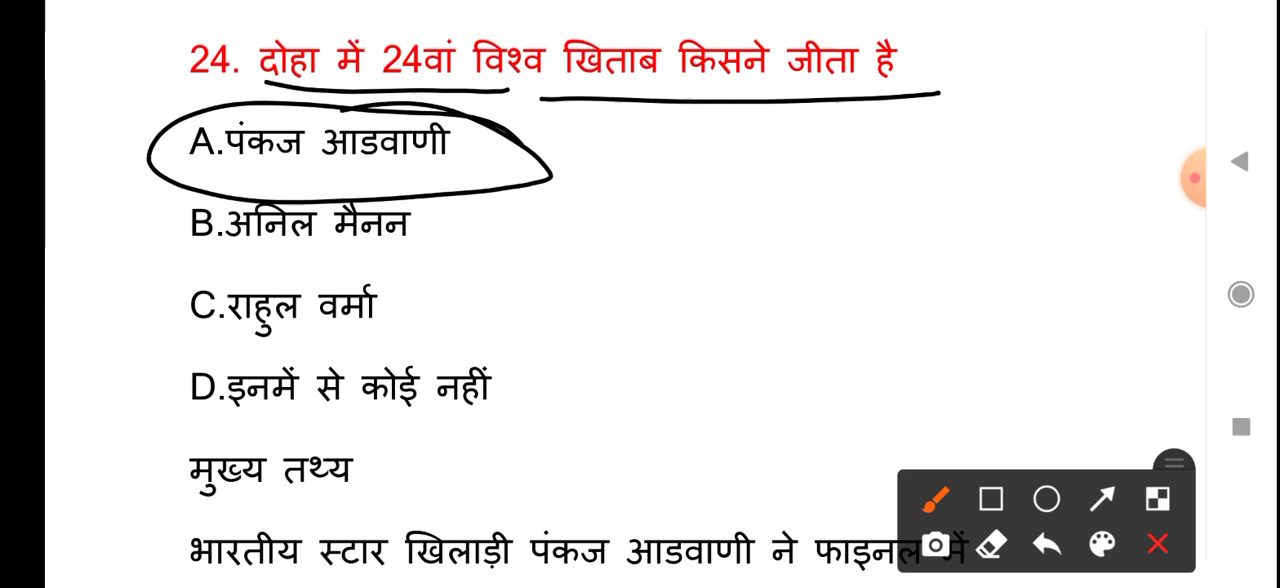 24. दोहा में 24वां विश्व खिताब किसने जीता है
A.पंकज आडवाणी
B.अनिल मैनन
C.राहुल वर्मा
D.इनमें से कोई नहीं
मुख्य तथ्य
भारतीय स्टार खिलाड़ी पंकज आडवाणी ने फाइनल में